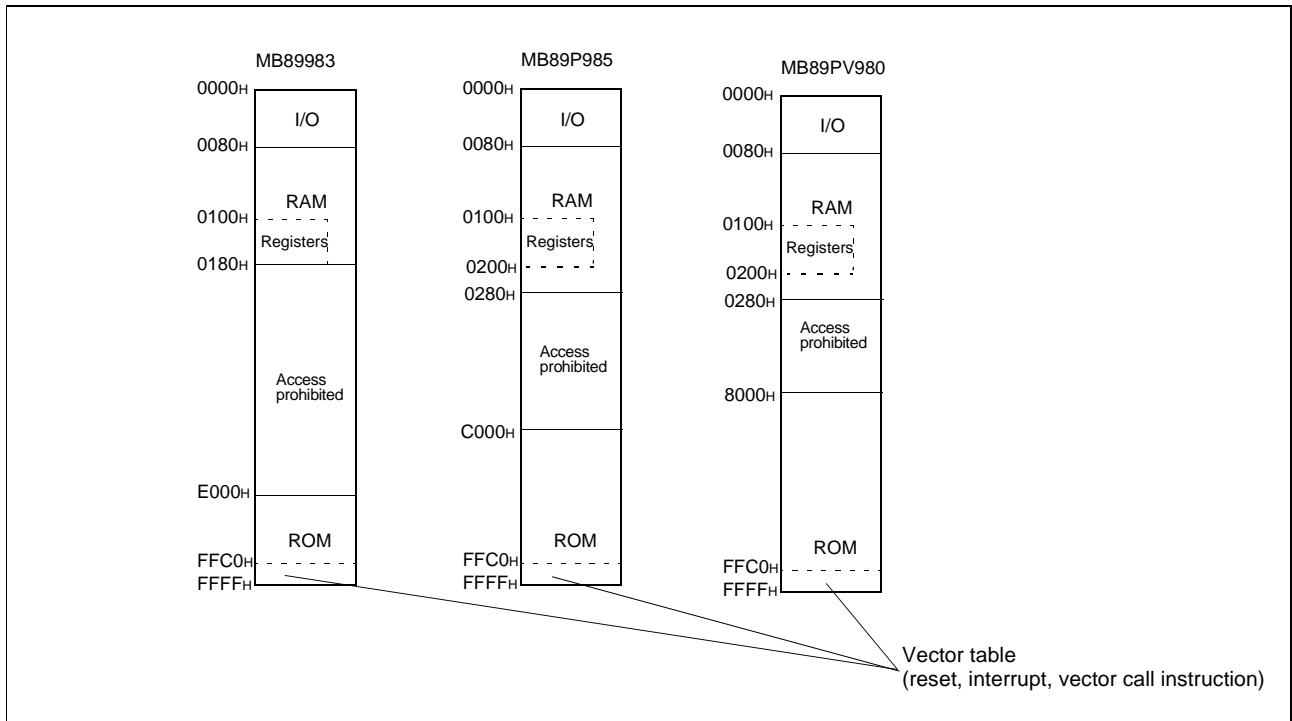 MB89983
0000H
I/O
0080H
RAM
0100H
Registers
0180H
Access
prohibited
E000H
ROM
FFC0H
FFFFH
MB89P985
0000H
I/O
0080H
RAM
0100H
Registers
0200H
0280H
Access
prohibited
C000H
ROM
FFC0H
FFFFH
MB89PV980
0000H
I/O
0080H
RAM
0100H
Registers
0200H
0280H
Access
prohibited
8000H
ROM
FFC0H
FFFFH
Vector table
(reset, interrupt, vector call instruction)